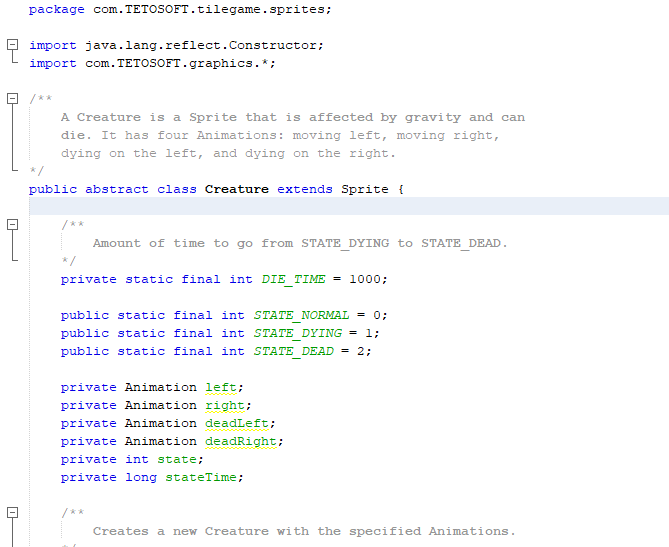 package com.TETOSOFT.tilegame.sprites;
import java.lang.reflect.Constructor;
import com.TETOSOFT.graphics.*;
/**
A Creature is a Sprite that is affected by gravity and can
die. It has four Animations: moving left, moving right,
dying on the left, and dying on the right.
*/
public abstract class Creature extends Sprite {
/**
Amount of time to go from STATE_DYING to STATE_DEAD.
*/
private static final int DIE_TIME = 1000;
public static final int STATE_NORMAL = 0;
public static final int STATE_DYING = 1;
public static final int STATE_DEAD = 2;
private Animation left;
private Animation right;
private Animation deadLeft;
private Animation deadRight;
private int state;
private long stateTime;
/**
Creates a new Creature with the specified Animations.
*/